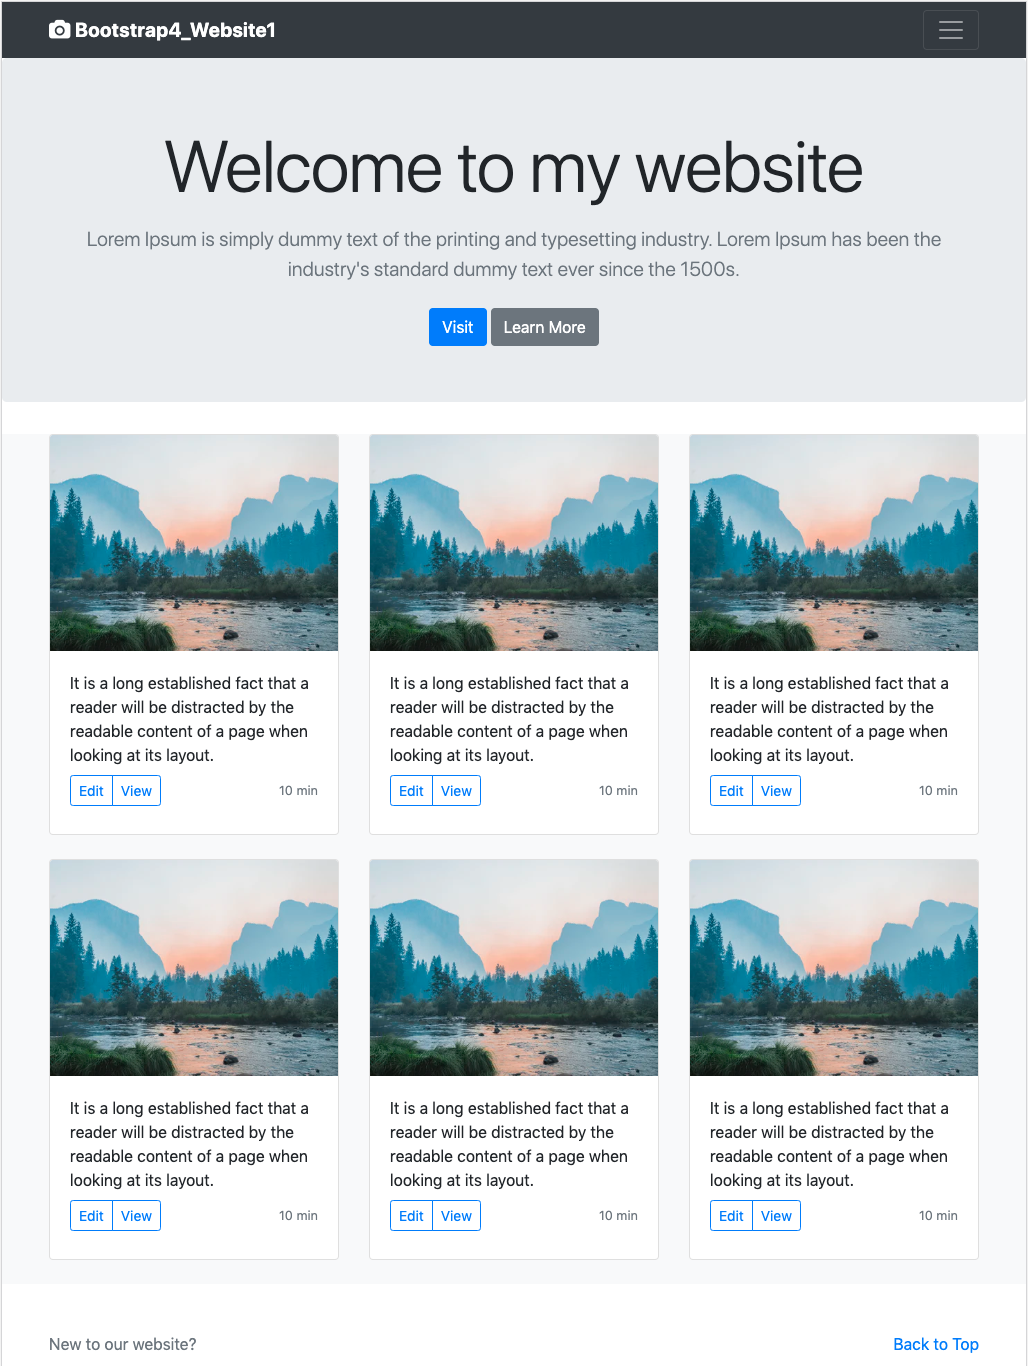 Bootstrap4_Website1
Welcome to my website
Lorem Ipsum is simply dummy text of the printing and typesetting industry. Lorem Ipsum has been the
industry's standard dummy text ever since the 1500s.
Visit Learn More
It is a long established fact that a
reader will be distracted by the
readable content of a page when
looking at its layout.
Edit View 10 min
It is a long established fact that a
reader will be distracted by the
readable content of a page when
looking at its layout.
Edit View 10 min
It is a long established fact that a
reader will be distracted by the
readable content of a page when
looking at its layout.
Edit View 10 min
It is a long established fact that a
reader will be distracted by the
readable content of a page when
looking at its layout.
Edit View 10 min
It is a long established fact that a
reader will be distracted by the
readable content of a page when
looking at its layout.
Edit View 10 min
It is a long established fact that a
reader will be distracted by the
readable content of a page when
looking at its layout.
Edit View 10 min
New to our website? Back to Top